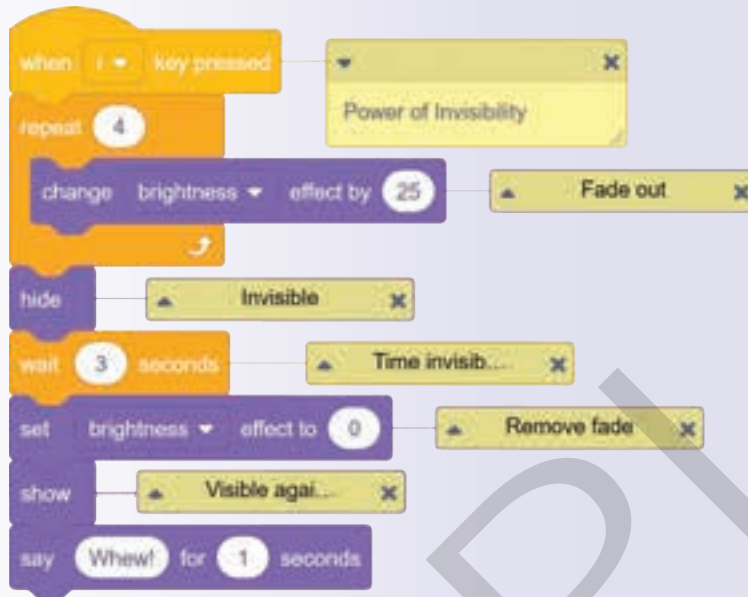 when i key pressed
Power of Invisibility
repeat 4
change brightness effect by 25
Fade out
hide
Invisible
wait 3 seconds
Time invisib...
set brightness effect to 0
Remove fade
show
Visible agai...
say Whew! for 1 seconds